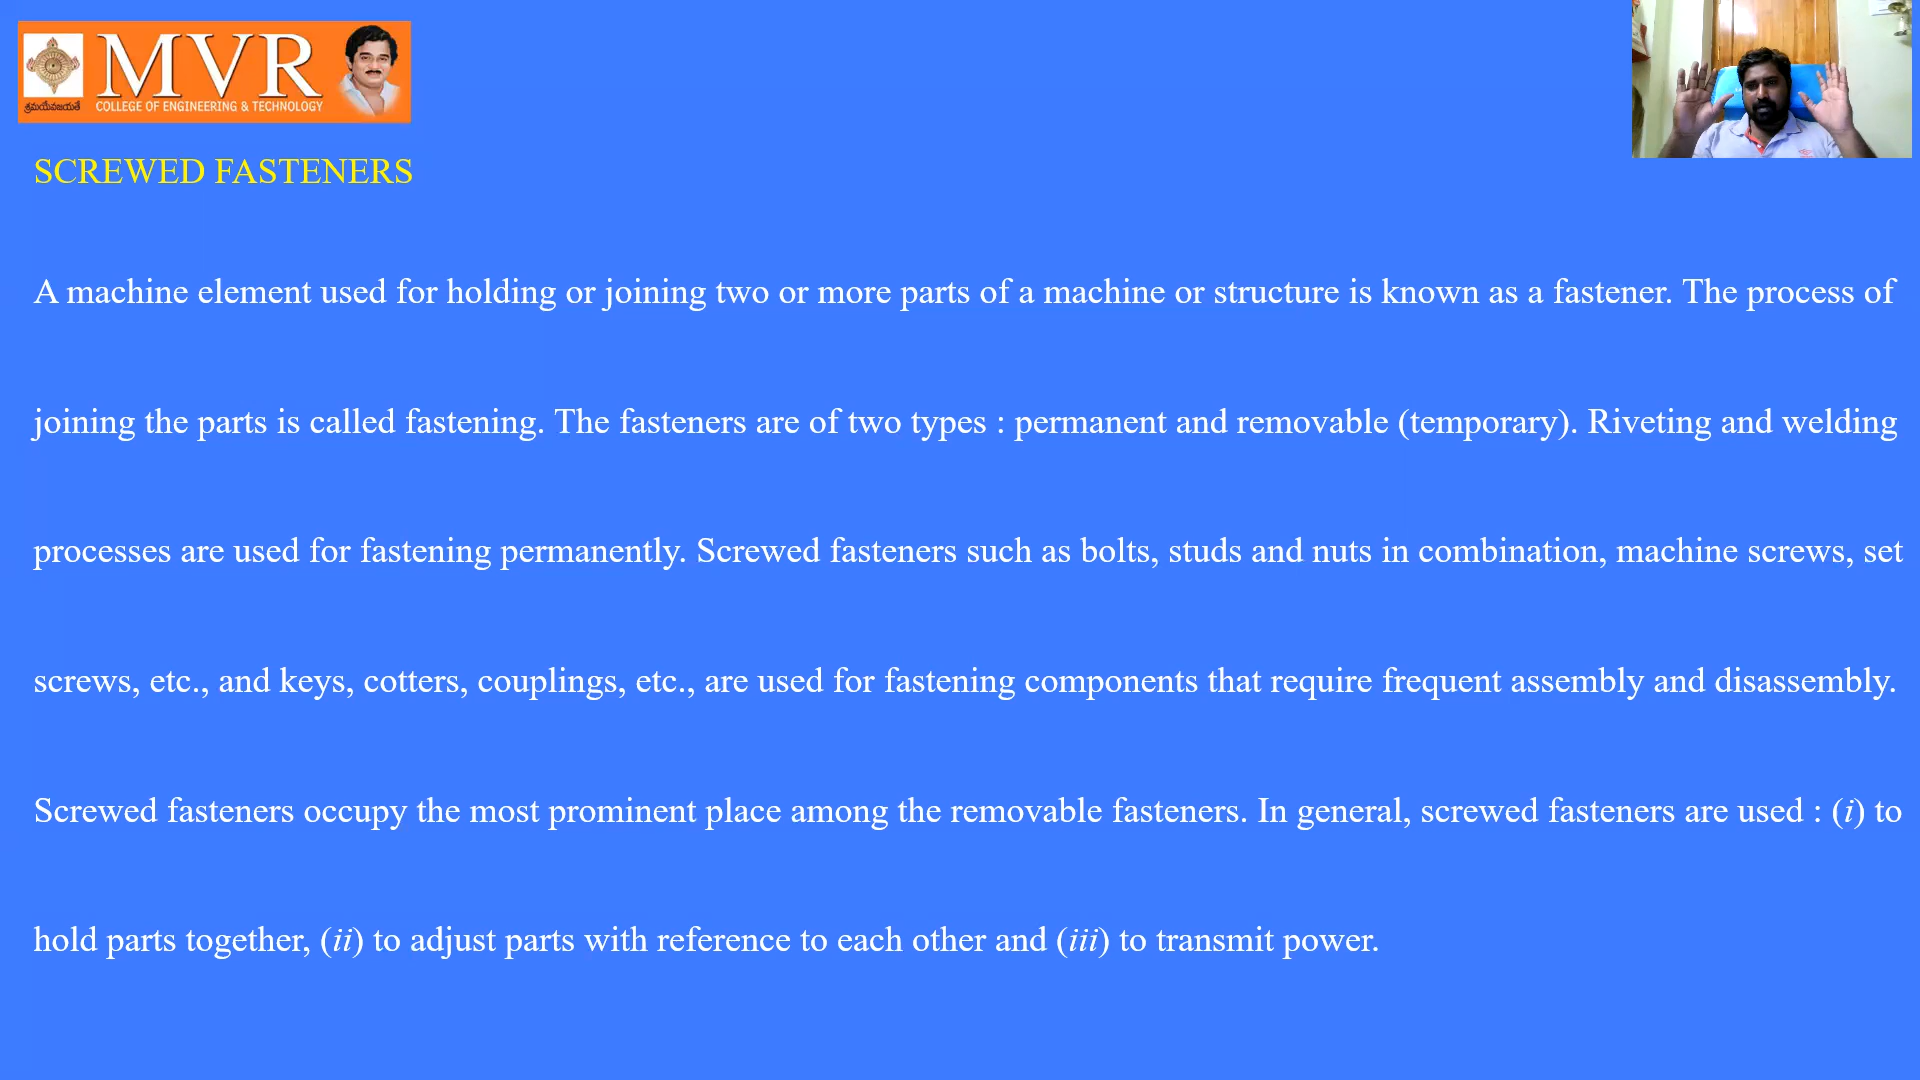 MVR
COLLEGE OF ENGINEERING & TECHNOLOGY
శ్రమయేవజయతే
SCREWED FASTENERS
A machine element used for holding or joining two or more parts of a machine or structure is known as a fastener. The process of
joining the parts is called fastening. The fasteners are of two types : permanent and removable (temporary). Riveting and welding
processes are used for fastening permanently. Screwed fasteners such as bolts, studs and nuts in combination, machine screws, set
screws, etc., and keys, cotters, couplings, etc., are used for fastening components that require frequent assembly and disassembly.
Screwed fasteners occupy the most prominent place among the removable fasteners. In general, screwed fasteners are used : (i) to
hold parts together, (ii) to adjust parts with reference to each other and (iii) to transmit power.